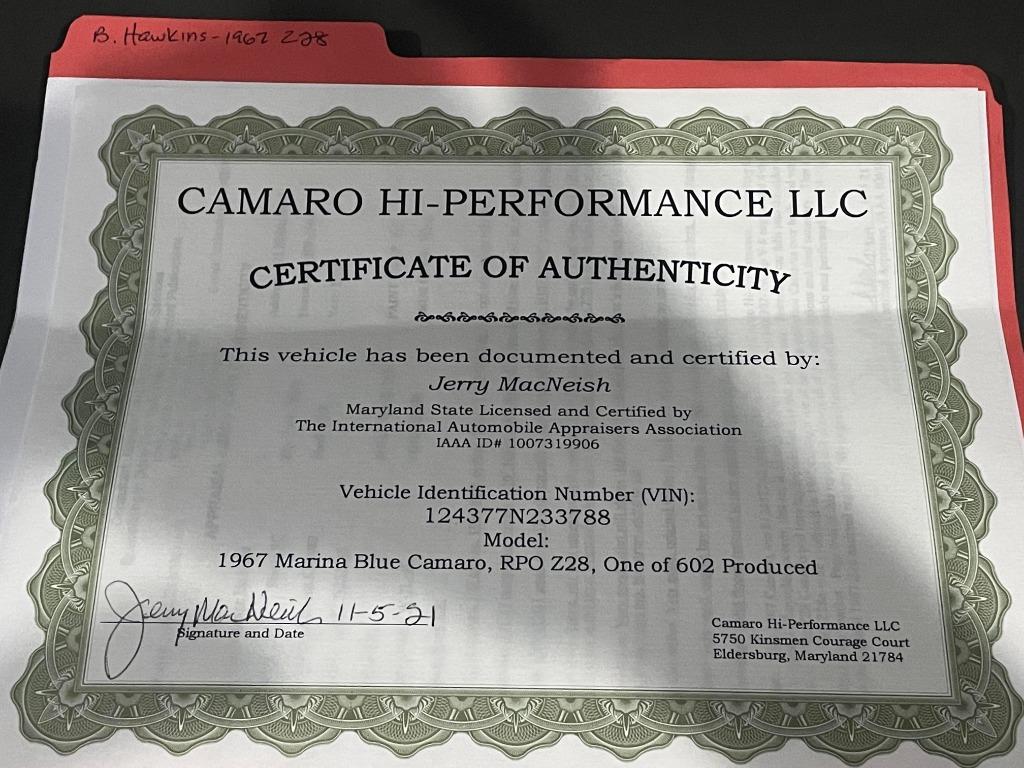 B. Hawkins - 1967 Z28
CAMARO HI-PERFORMANCE LLC
CERTIFICATE OF AUTHENTICITY
This vehicle has been documented and certified by:
Jerry MacNeish
Maryland State Licensed and Certified by
The International Automobile Appraisers Association
IAAA ID# 1007319906
Vehicle Identification Number (VIN):
124377N233788
Model:
1967 Marina Blue Camaro, RPO Z28, One of 602 Produced
Jerry MacNeish 11-5-21
Signature and Date
Camaro Hi-Performance LLC
5750 Kinsmen Courage Court
Eldersburg, Maryland 21784